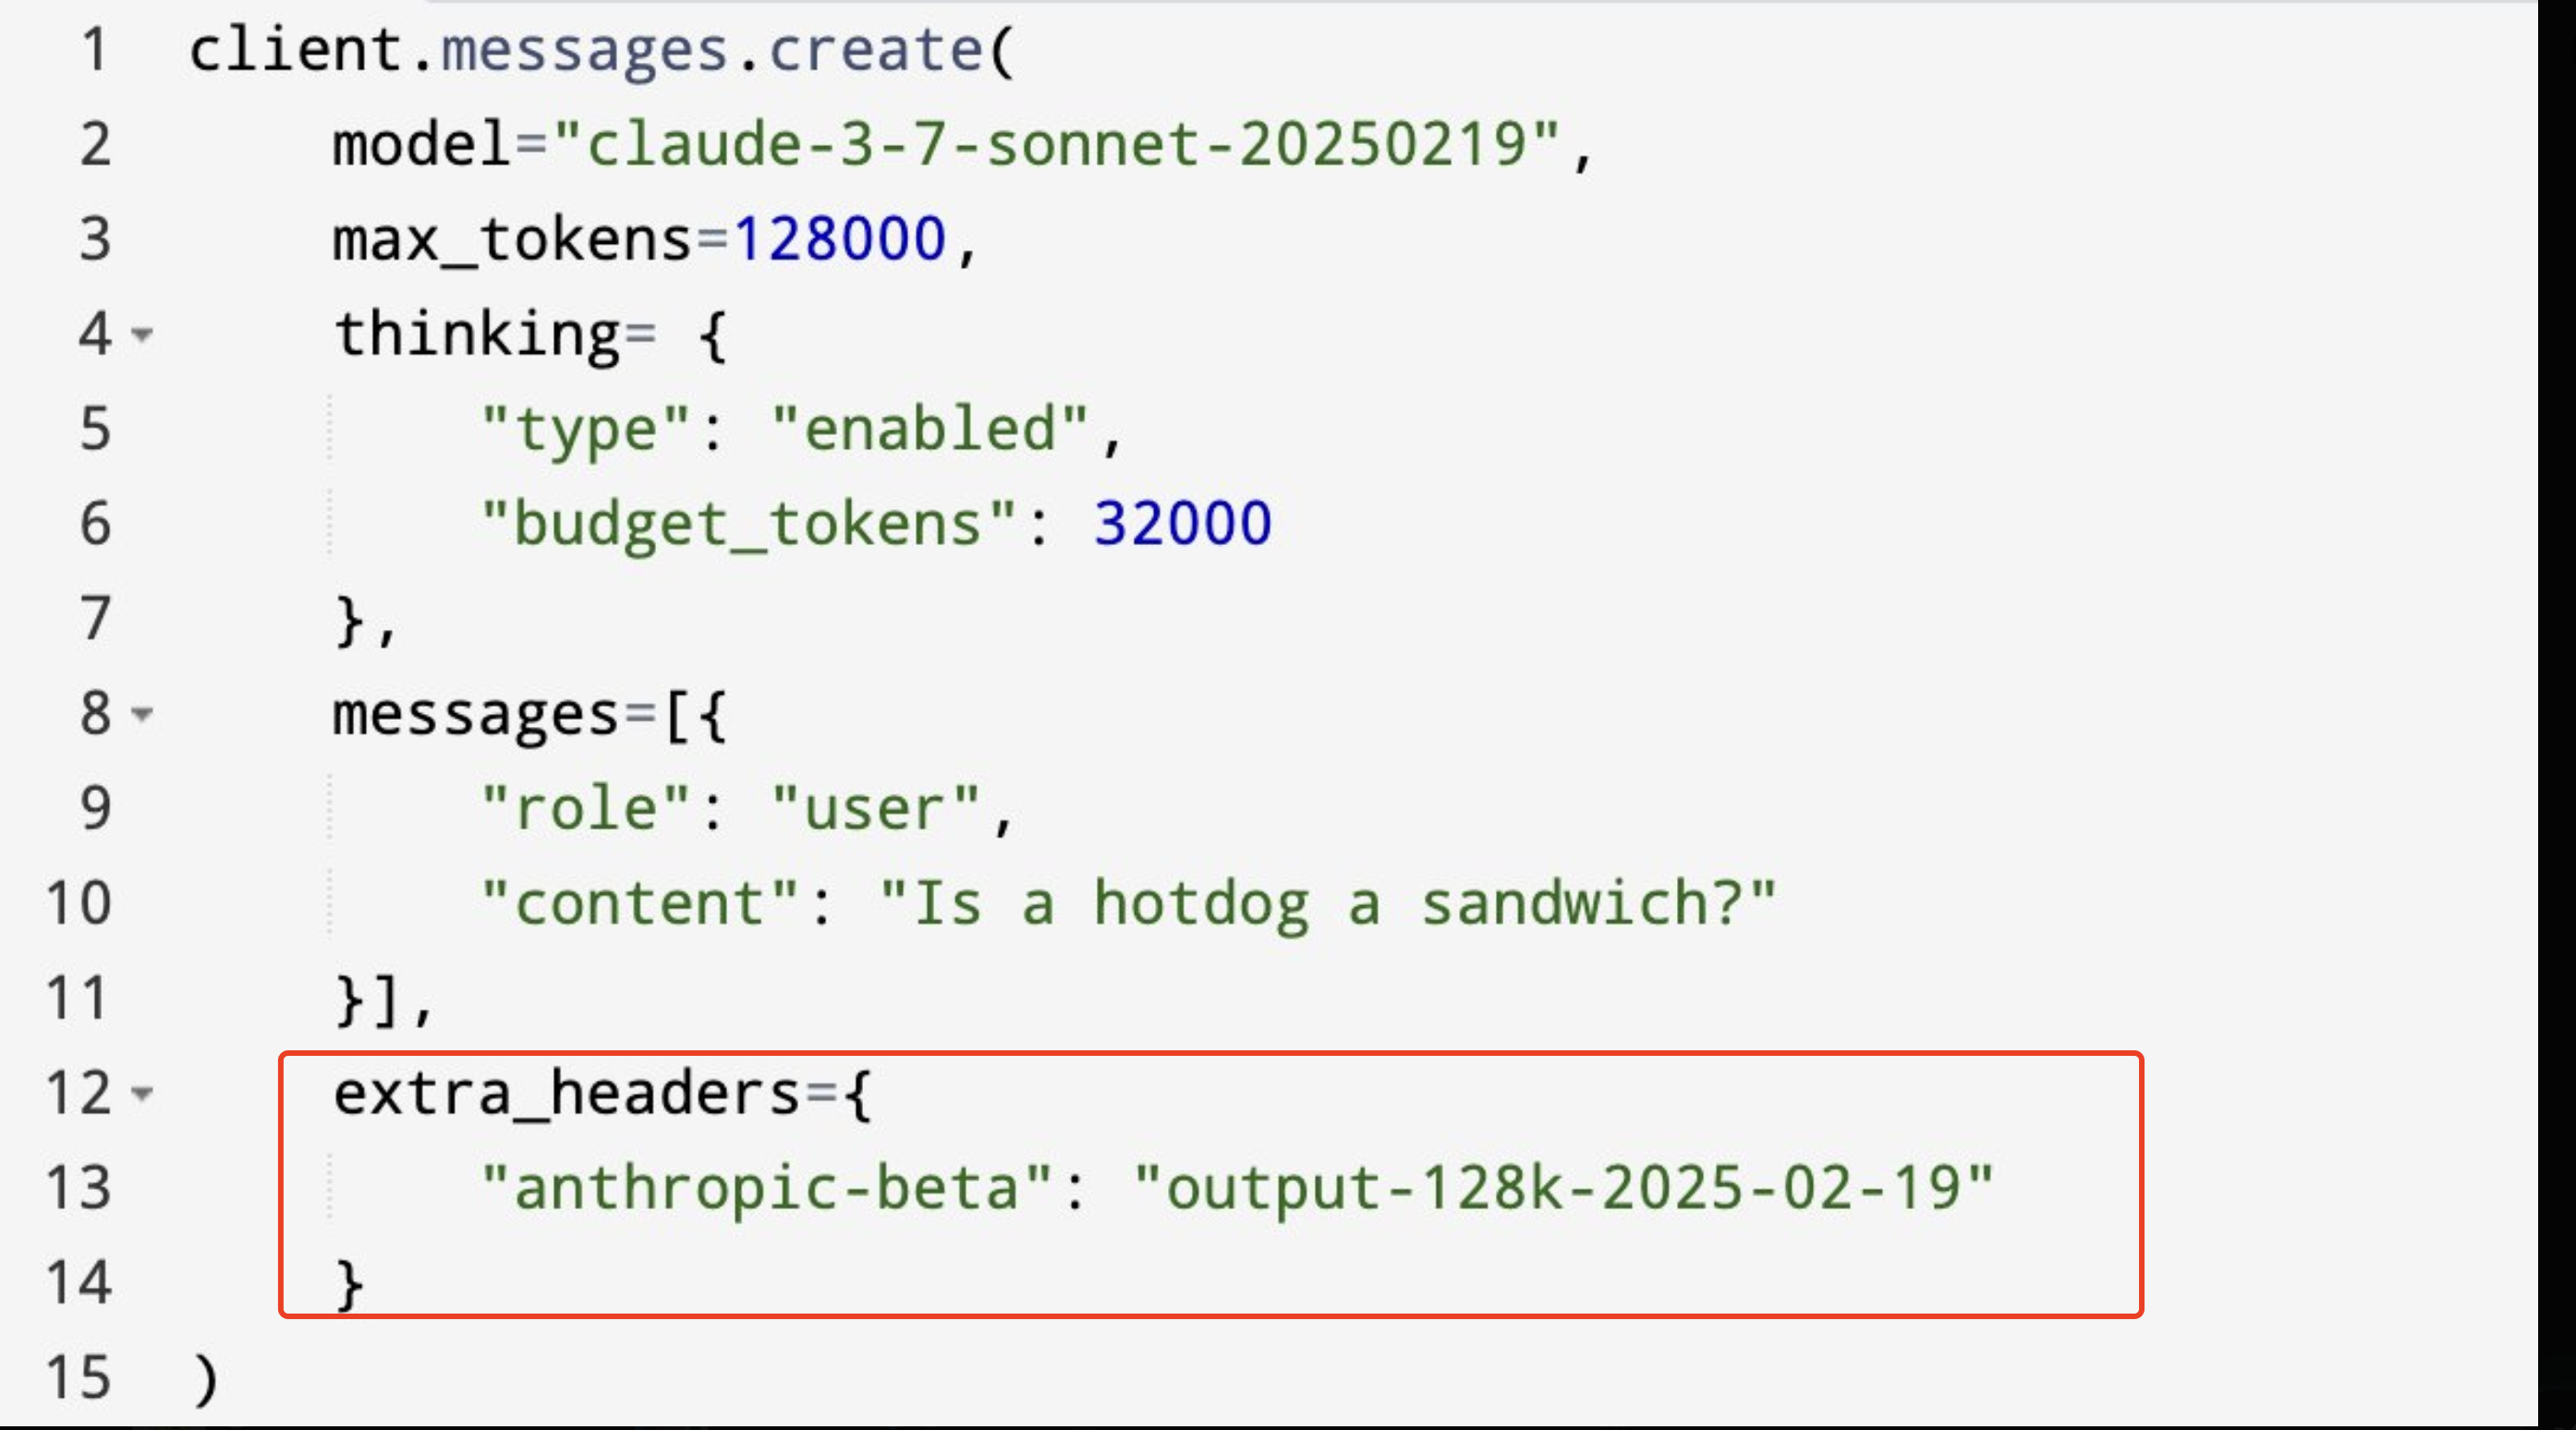 1 client.messages.create(
2 model="claude-3-7-sonnet-20250219",
3 max_tokens=128000,
4 thinking= {
5 "type": "enabled",
6 "budget_tokens": 32000
7 },
8 messages=[{
9 "role": "user",
10 "content": "Is a hotdog a sandwich?"
11 }],
12 extra_headers={
13 "anthropic-beta": "output-128k-2025-02-19"
14 }
15 )